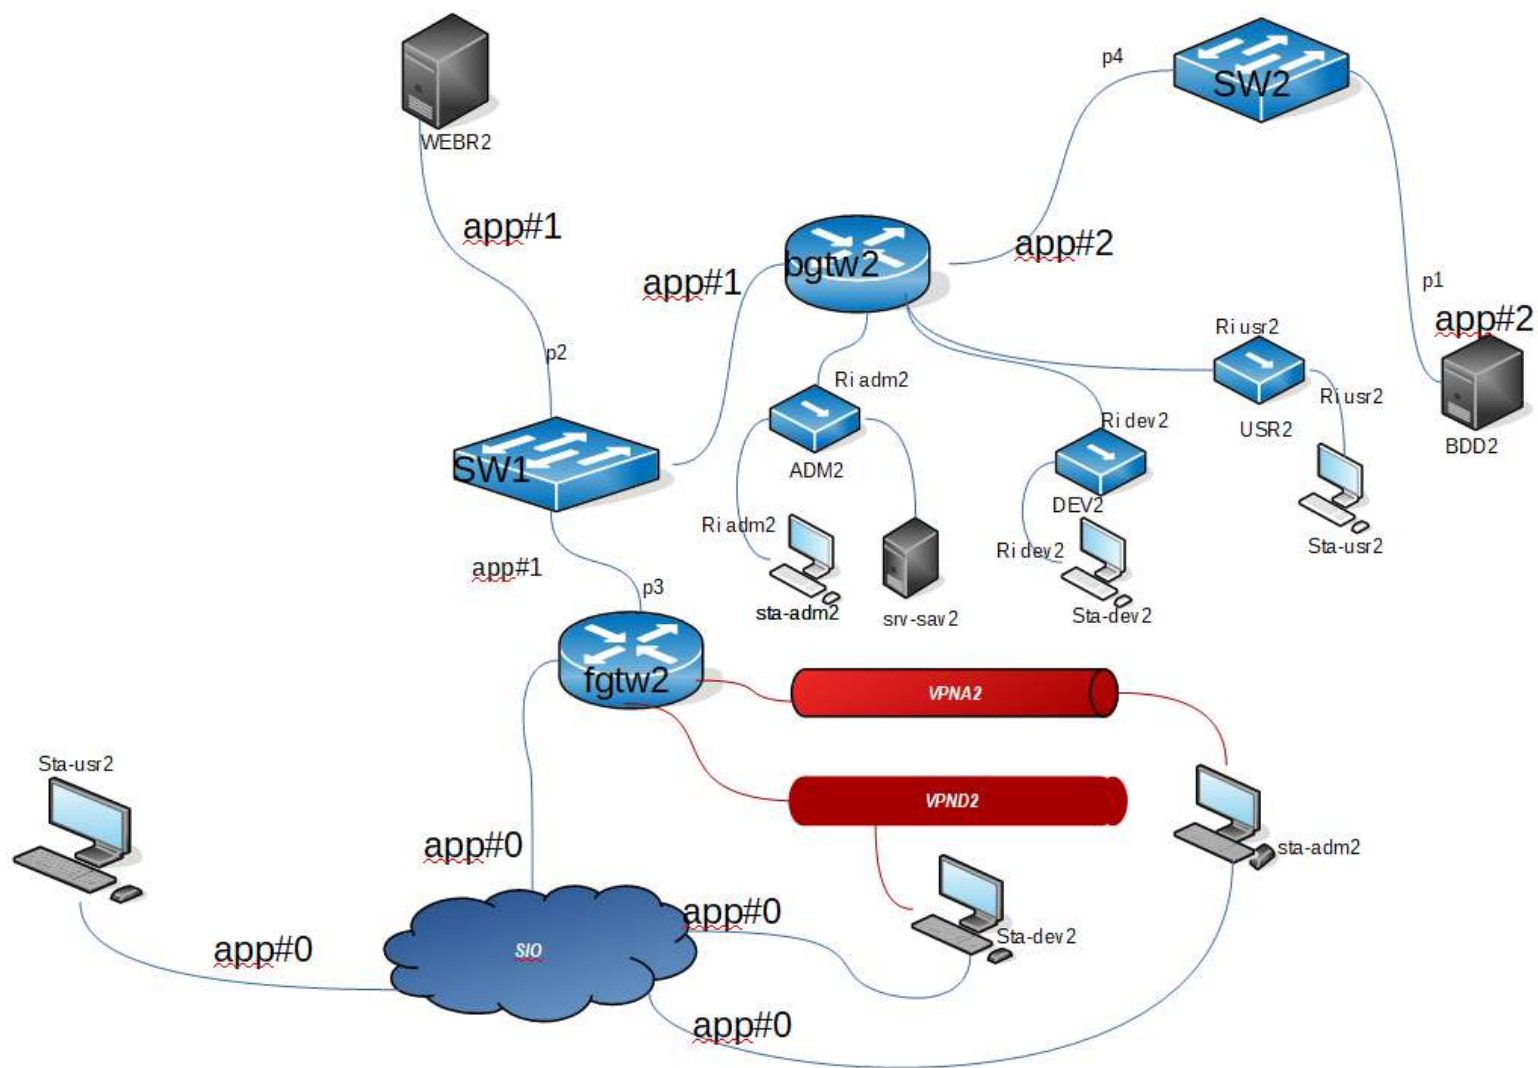 p4
SW2
WEBR2
app#1
app#2
bgtw2
app#1
p1
app#2
Ri usr2
p2
Ri adm2
Ri usr2
Ri dev2
USR2
BDD2
SW1
ADM2
DEV2
Ri adm2
Ri dev2
Sta-usr2
app#1
p3
sta-adm2
srv-sav2
Sta-dev2
fgtw2
VPNA2
Sta-usr2
VPND2
app#0
sta-adm2
app#0
Sta-dev2
app#0
SIO
app#0